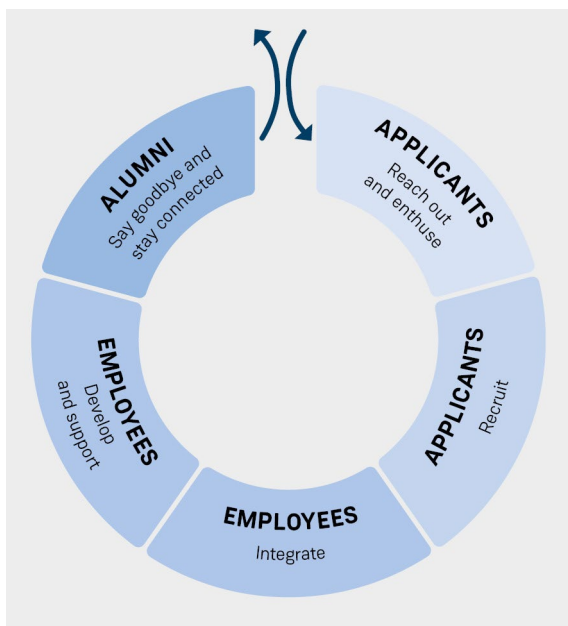 APPLICANTS
Reach out
and enthuse
APPLICANTS
Recruit
EMPLOYEES
Integrate
EMPLOYEES
Develop
and support
ALUMNI
Say goodbye and
stay connected